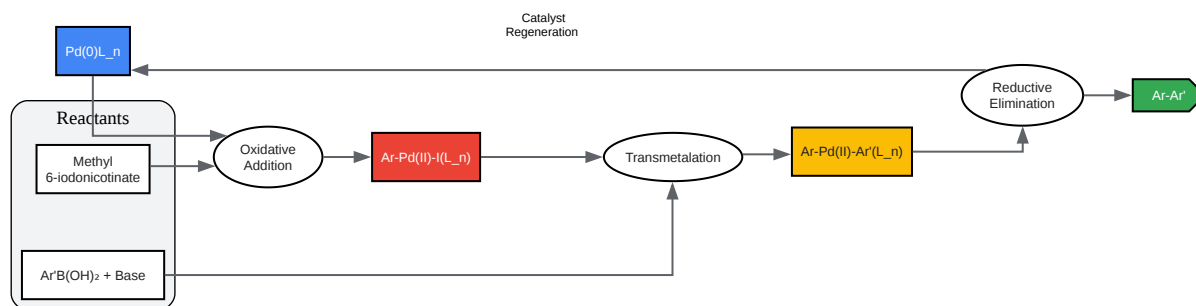 Catalyst
Regeneration
Pd(0)L_n
Reductive
Elimination
Ar-Ar'
Reactants
Methyl
6-iodonicotinate
Oxidative
Addition
Ar-Pd(II)-I(L_n)
Transmetalation
Ar-Pd(II)-Ar'(L_n)
Ar'B(OH)₂ + Base